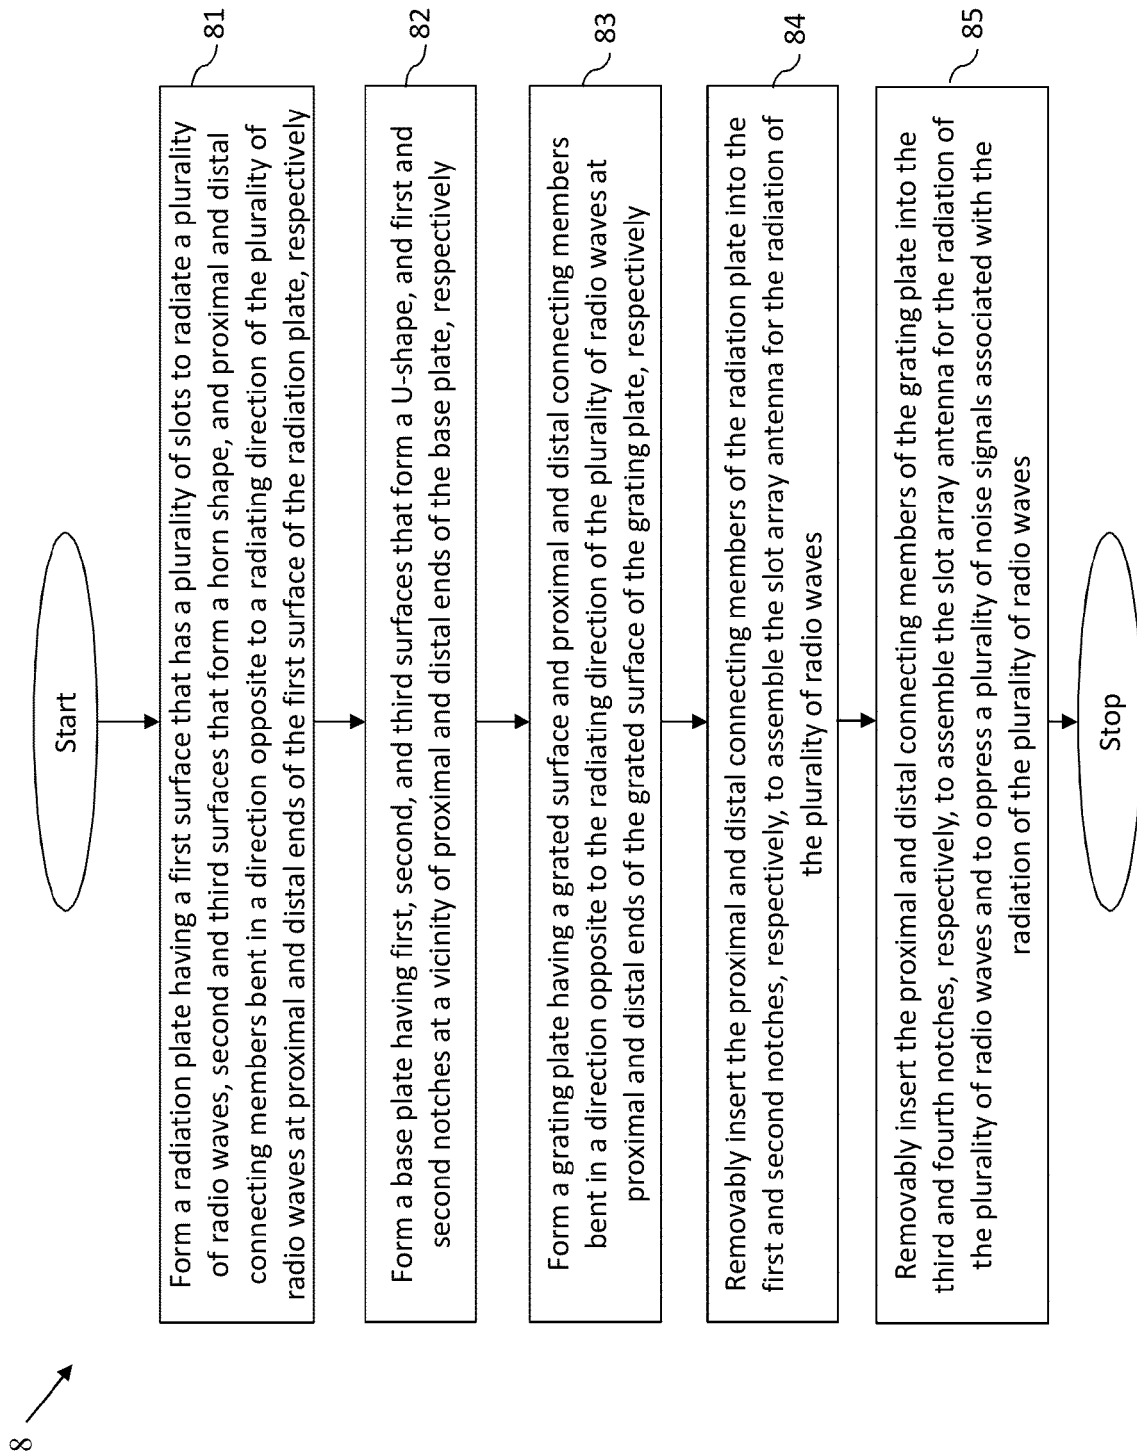 8
Start
Form a radiation plate having a first surface that has a plurality of slots to radiate a plurality
of radio waves, second and third surfaces that form a horn shape, and proximal and distal
connecting members bent in a direction opposite to a radiating direction of the plurality of
radio waves at proximal and distal ends of the first surface of the radiation plate, respectively
81
Form a base plate having first, second, and third surfaces that form a U-shape, and first and
second notches at a vicinity of proximal and distal ends of the base plate, respectively
82
Form a grating plate having a grated surface and proximal and distal connecting members
bent in a direction opposite to the radiating direction of the plurality of radio waves at
proximal and distal ends of the grated surface of the grating plate, respectively
83
Removably insert the proximal and distal connecting members of the radiation plate into the
first and second notches, respectively, to assemble the slot array antenna for the radiation of
the plurality of radio waves
84
Removably insert the proximal and distal connecting members of the grating plate into the
third and fourth notches, respectively, to assemble the slot array antenna for the radiation of
the plurality of radio waves and to oppress a plurality of noise signals associated with the
radiation of the plurality of radio waves
85
Stop